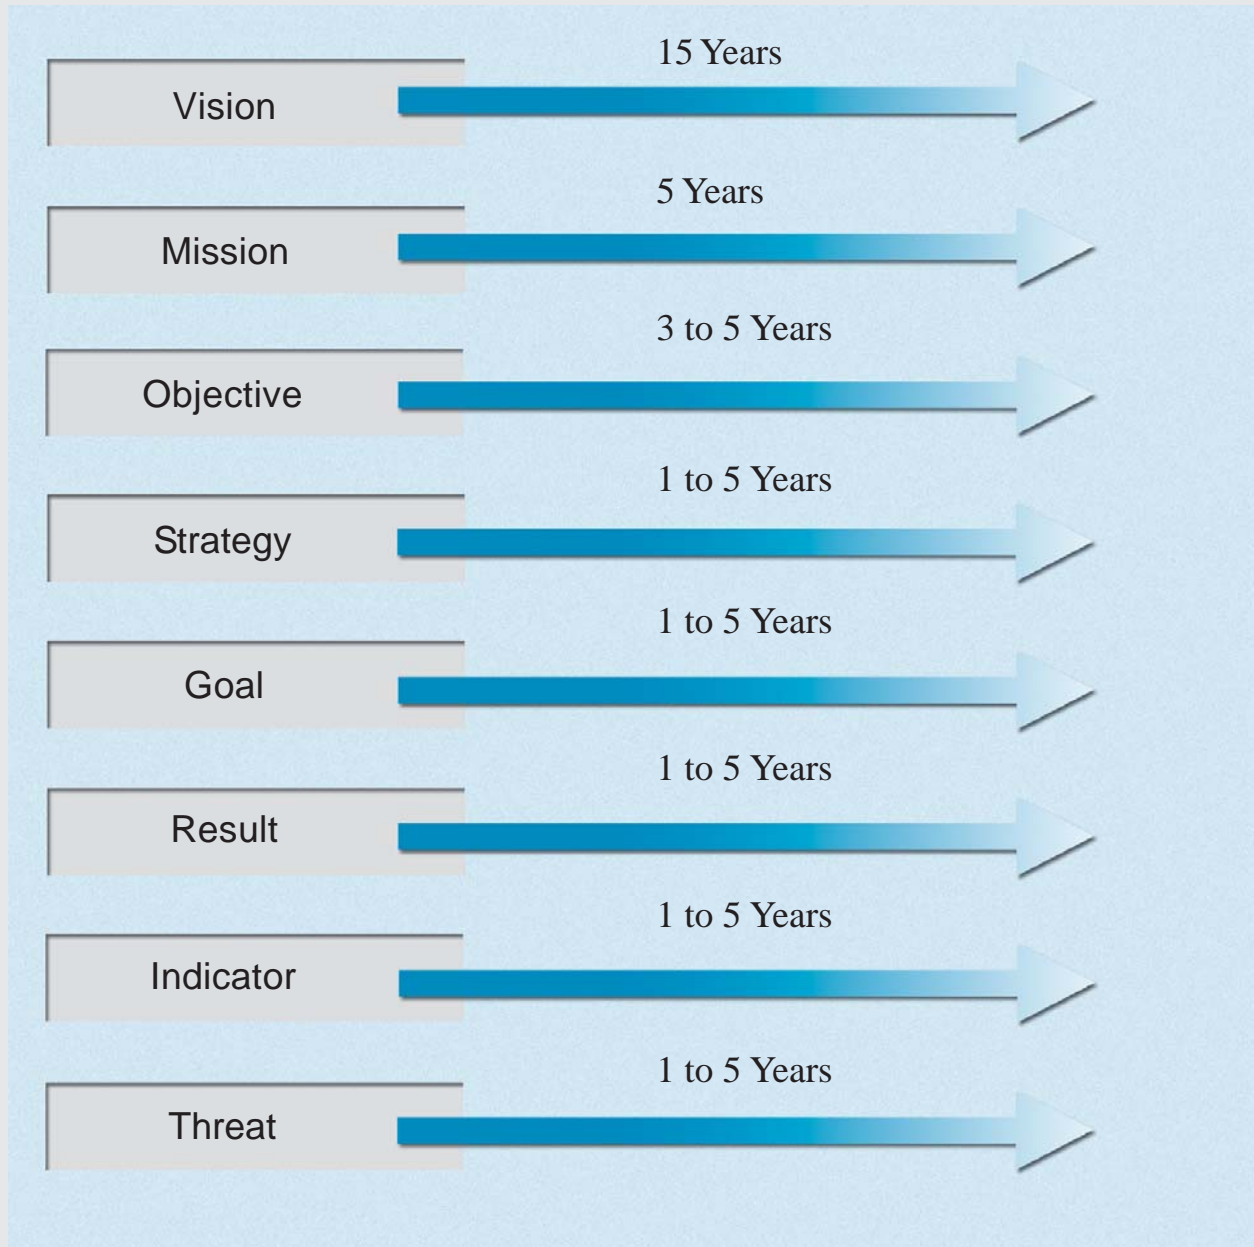 15 Years
Vision
5 Years
Mission
3 to 5 Years
Objective
1 to 5 Years
Strategy
1 to 5 Years
Goal
1 to 5 Years
Result
1 to 5 Years
Indicator
1 to 5 Years
Threat